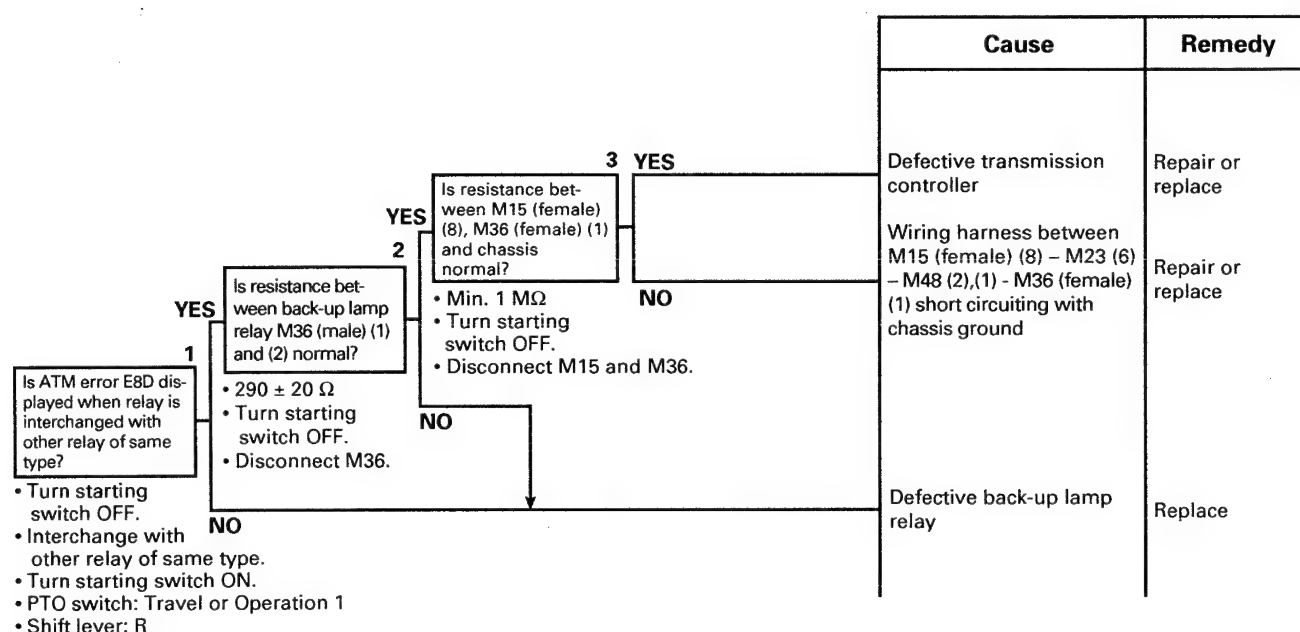 Cause
Remedy
1
Is ATM error E8D dis-
played when relay is
interchanged with
other relay of same
type?
• Turn starting
switch OFF.
• Interchange with
other relay of same type.
• Turn starting switch ON.
• PTO switch: Travel or Operation 1
• Shift lever: R
YES
NO
2
Is resistance bet-
ween back-up lamp
relay M36 (male) (1)
and (2) normal?
• 290 ± 20 Ω
• Turn starting
switch OFF.
• Disconnect M36.
YES
NO
3
Is resistance bet-
ween M15 (female)
(8), M36 (female) (1)
and chassis
normal?
• Min. 1 MΩ
• Turn starting
switch OFF.
• Disconnect M15 and M36.
YES
NO
Defective transmission
controller
Repair or
replace
Wiring harness between
M15 (female) (8) – M23 (6)
– M48 (2),(1) - M36 (female)
(1) short circuiting with
chassis ground
Repair or
replace
Defective back-up lamp
relay
Replace